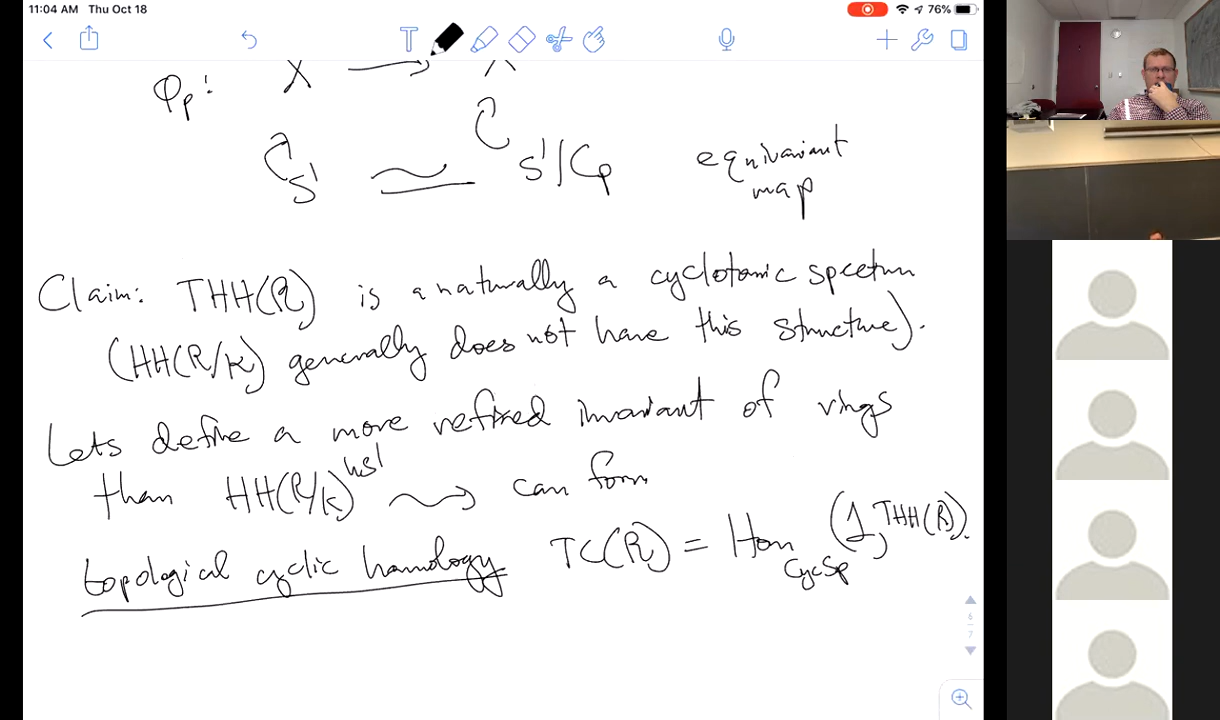 11:04 AM Thu Oct 18
76%
T
φp: X → X
S¹ ≃ S¹/Cp equivariant map
Claim: THH(R) is a naturally a cyclotomic spectrum
(HH(R/k) generally does not have this structure).
Lets define a more refined invariant of rings
than HH(R/k)^hS¹ ⇝ can form
topological cyclic homology TC(R) = Hom_CycSp (1, THH(R)).
6
7